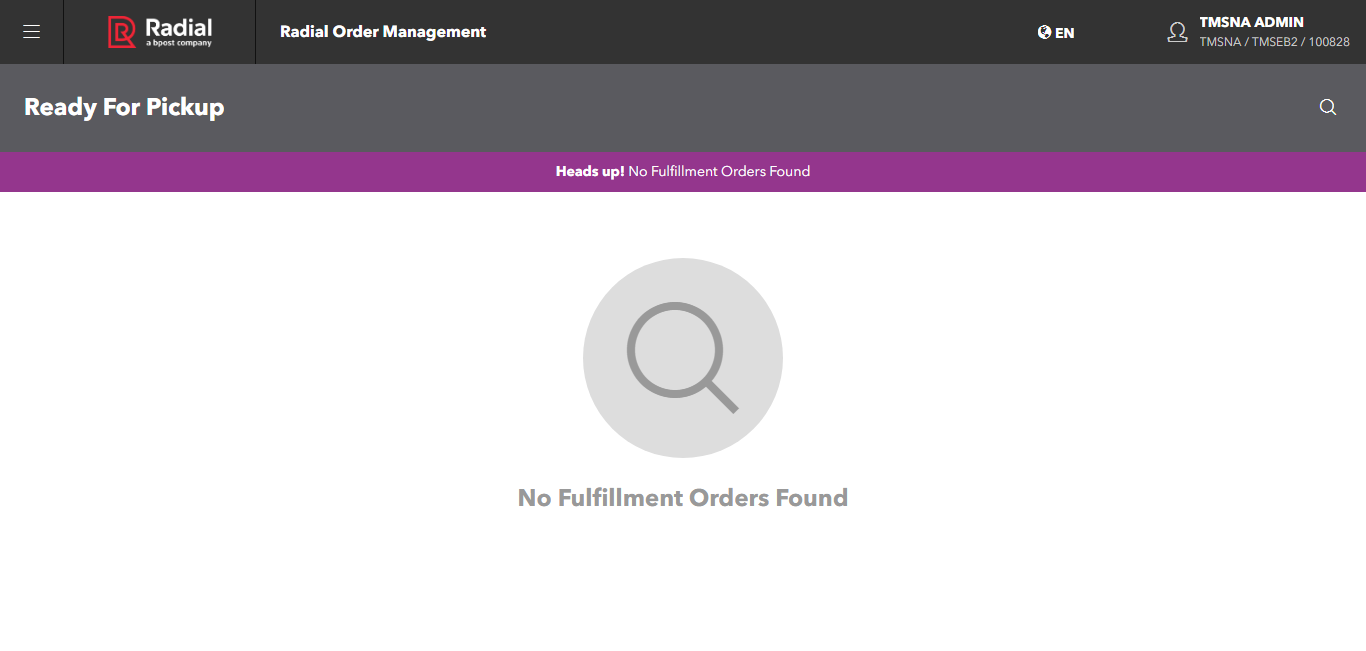 Radial
a bpost company
Radial Order Management
EN
TMSNA ADMIN
TMSNA / TMSEB2 / 100828
Ready For Pickup
Heads up! No Fulfillment Orders Found
No Fulfillment Orders Found